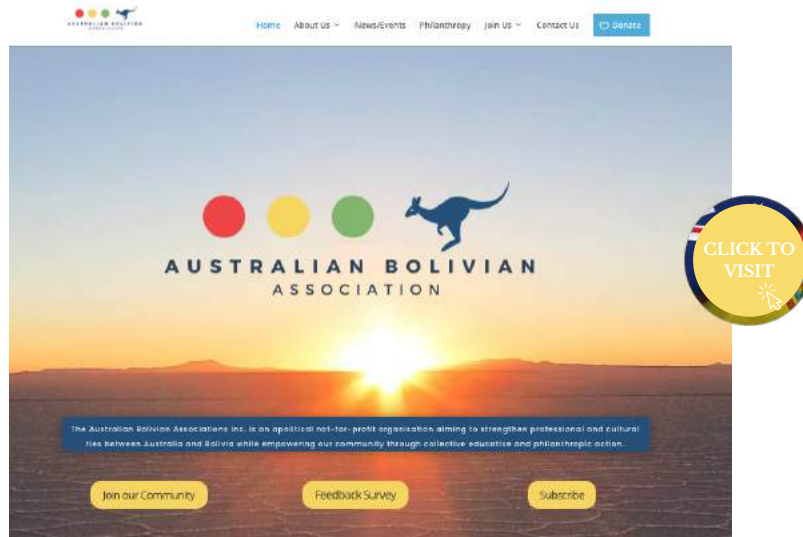 AUSTRALIAN BOLIVIAN
ASSOCIATION
Home About Us News/Events Philanthropy Join Us Contact Us Donate
AUSTRALIAN BOLIVIAN
ASSOCIATION
CLICK TO
VISIT
The Australian Bolivian Associations Inc. is an apolitical not-for-profit organisation aiming to strengthen professional and cultural
ties between Australia and Bolivia while empowering our community through collective educative and philanthropic action.
Join our Community Feedback Survey Subscribe